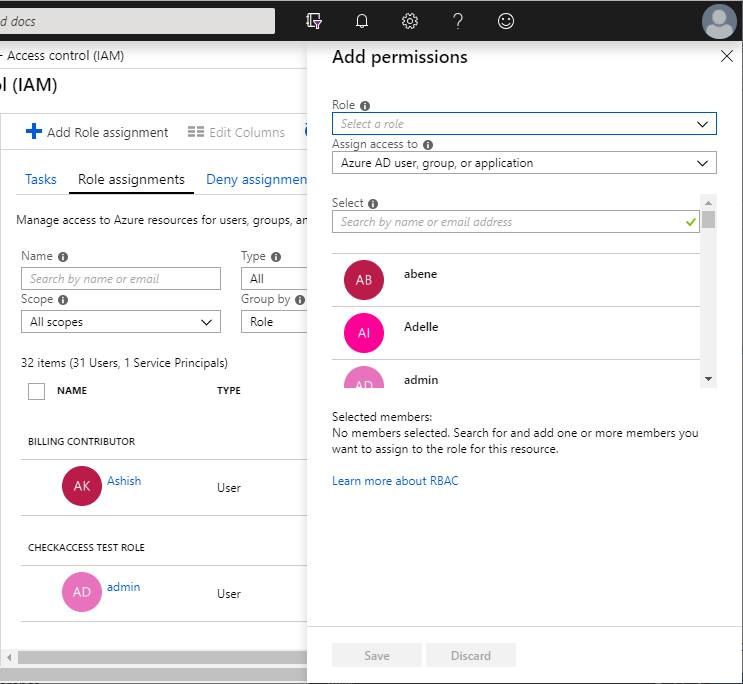 d docs
- Access control (IAM)
l (IAM)
Add Role assignment
Edit Columns
Tasks
Role assignments
Deny assignmen
Manage access to Azure resources for users, groups, an
Name
Type
Search by name or email
All
Scope
Group by
All scopes
Role
32 items (31 Users, 1 Service Principals)
NAME
TYPE
BILLING CONTRIBUTOR
AK
Ashish
User
CHECKACCESS TEST ROLE
AD
admin
User
Add permissions
Role
Select a role
Assign access to
Azure AD user, group, or application
Select
Search by name or email address
AB
abene
AI
Adelle
AD
admin
Selected members:
No members selected. Search for and add one or more members you
want to assign to the role for this resource.
Learn more about RBAC
Save
Discard